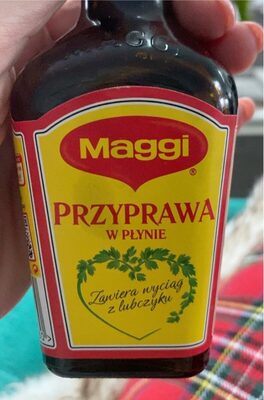 Maggi
®
PRZYPRAWA
W PŁYNIE
Zawiera wyciąg
z lubczyku